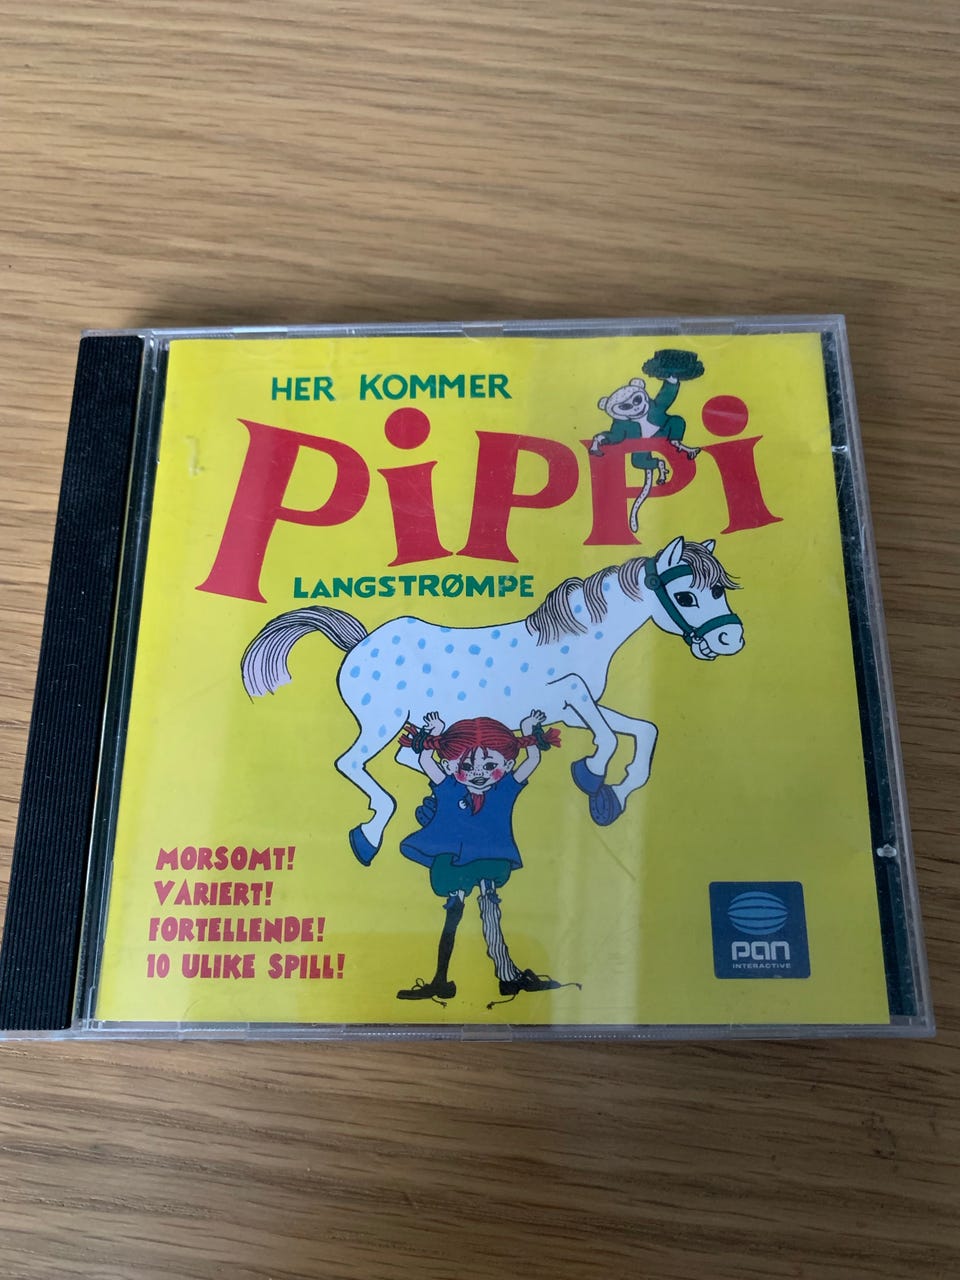 HER KOMMER
PiPPi
LANGSTRØMPE
MORSOMT!
VARIERT!
FORTELLENDE!
10 ULIKE SPILL!
pan
INTERACTIVE